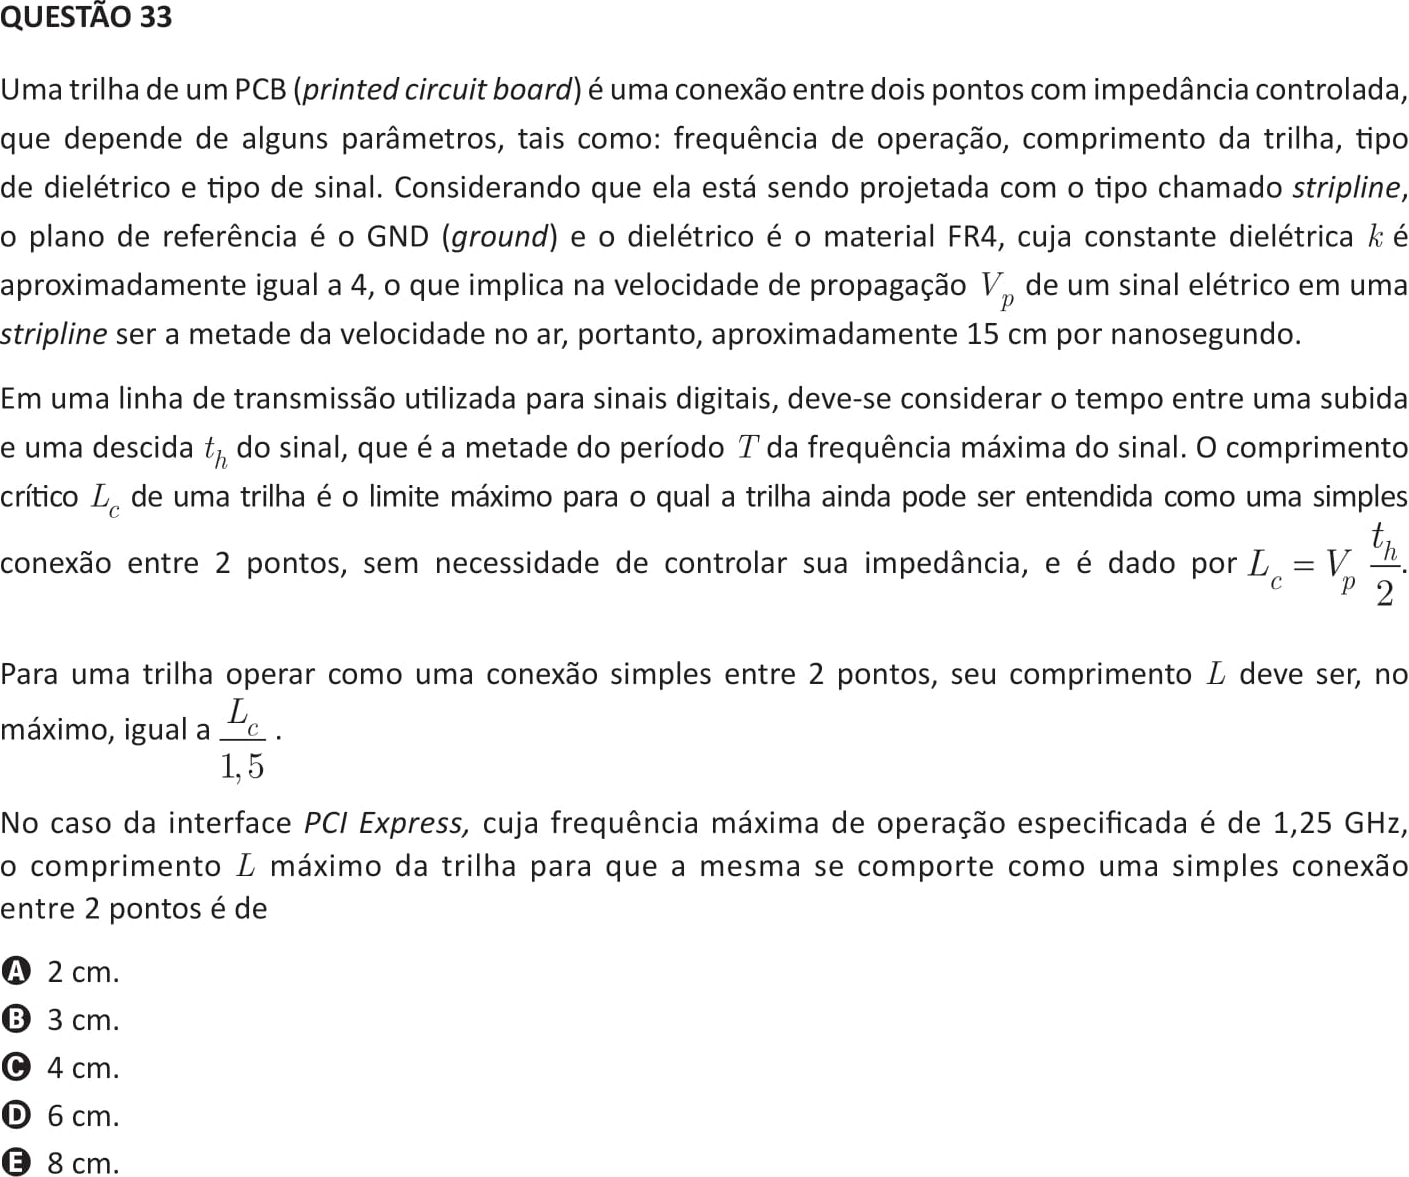 QUESTÃO 33
Uma trilha de um PCB (printed circuit board) é uma conexão entre dois pontos com impedância controlada,
que depende de alguns parâmetros, tais como: frequência de operação, comprimento da trilha, tipo
de dielétrico e tipo de sinal. Considerando que ela está sendo projetada com o tipo chamado stripline,
o plano de referência é o GND (ground) e o dielétrico é o material FR4, cuja constante dielétrica k é
aproximadamente igual a 4, o que implica na velocidade de propagação V_p de um sinal elétrico em uma
stripline ser a metade da velocidade no ar, portanto, aproximadamente 15 cm por nanosegundo.
Em uma linha de transmissão utilizada para sinais digitais, deve-se considerar o tempo entre uma subida
e uma descida t_h do sinal, que é a metade do período T da frequência máxima do sinal. O comprimento
crítico L_c de uma trilha é o limite máximo para o qual a trilha ainda pode ser entendida como uma simples
conexão entre 2 pontos, sem necessidade de controlar sua impedância, e é dado por L_c = V_p t_h/2.
Para uma trilha operar como uma conexão simples entre 2 pontos, seu comprimento L deve ser, no
máximo, igual a L_c/1,5 .
No caso da interface PCI Express, cuja frequência máxima de operação especificada é de 1,25 GHz,
o comprimento L máximo da trilha para que a mesma se comporte como uma simples conexão
entre 2 pontos é de
A 2 cm.
B 3 cm.
C 4 cm.
D 6 cm.
E 8 cm.